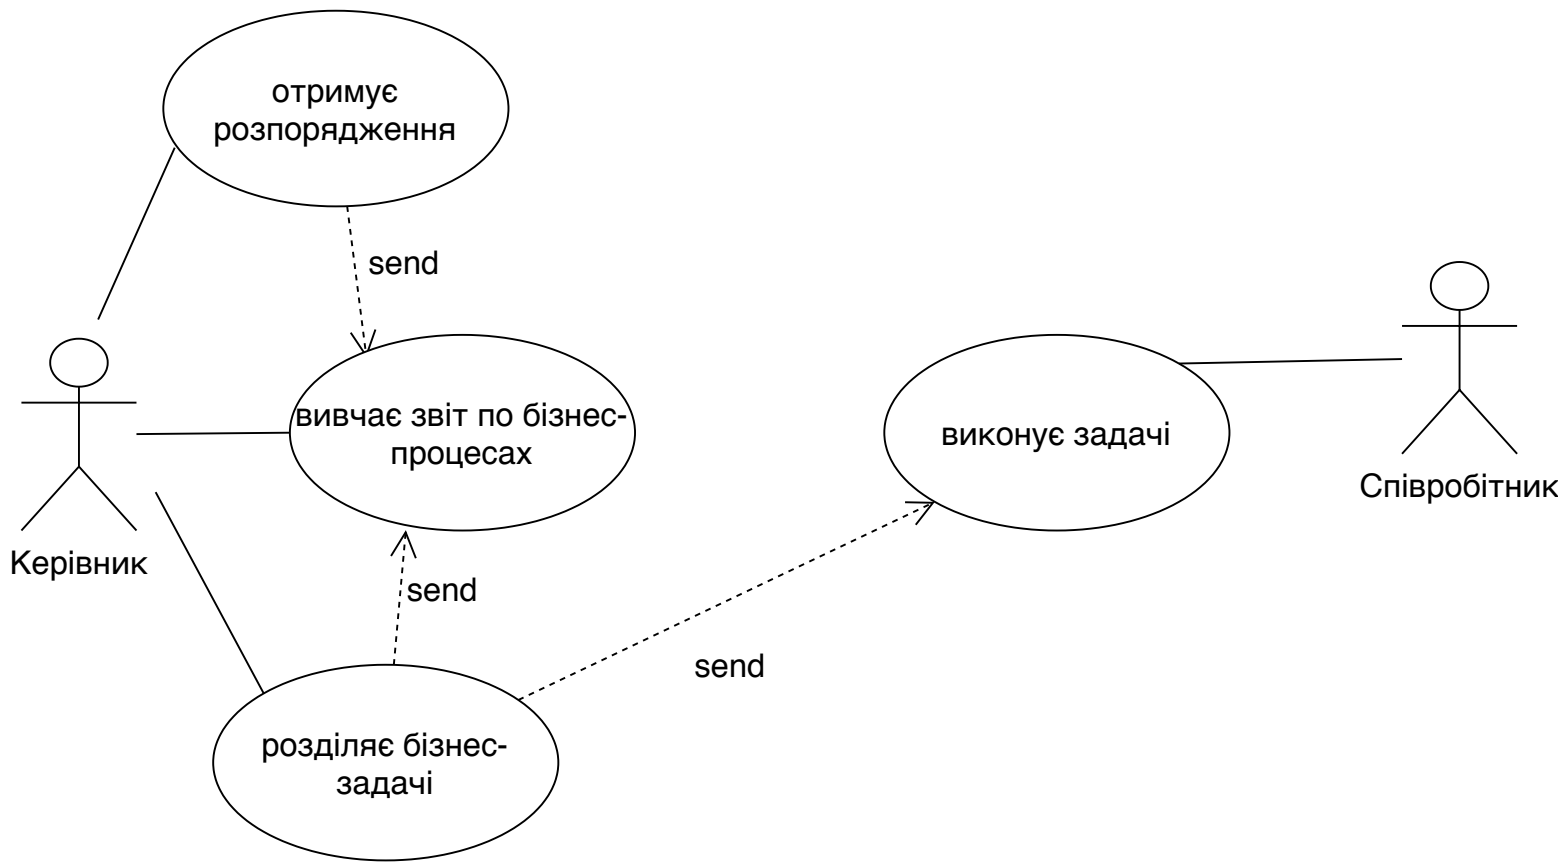 отримує
розпорядження
send
вивчає звіт по бізнес-
процесах
виконує задачі
Співробітник
Керівник
send
send
розділяє бізнес-
задачі